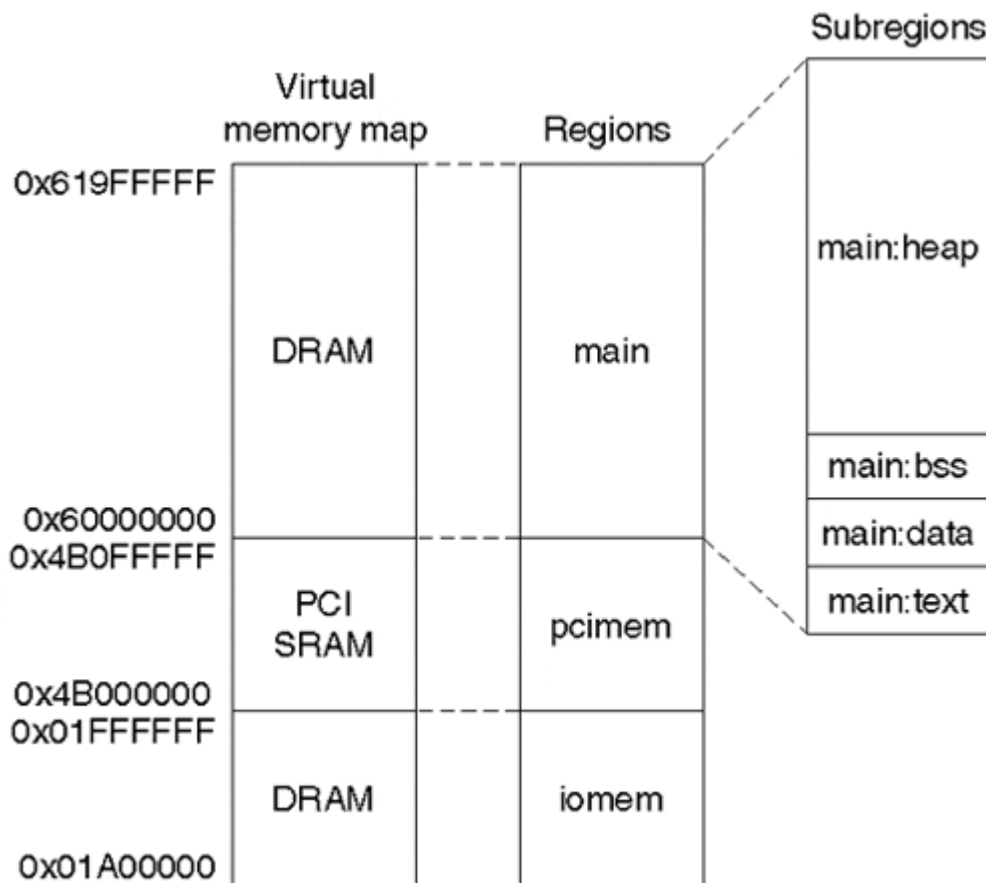 Subregions
Virtual
memory map
Regions
0x619FFFFF
main:heap
DRAM
main
main:bss
0x60000000
main:data
0x4B0FFFFF
main:text
PCI
SRAM
pcimem
0x4B000000
0x01FFFFFF
DRAM
iomem
0x01A00000